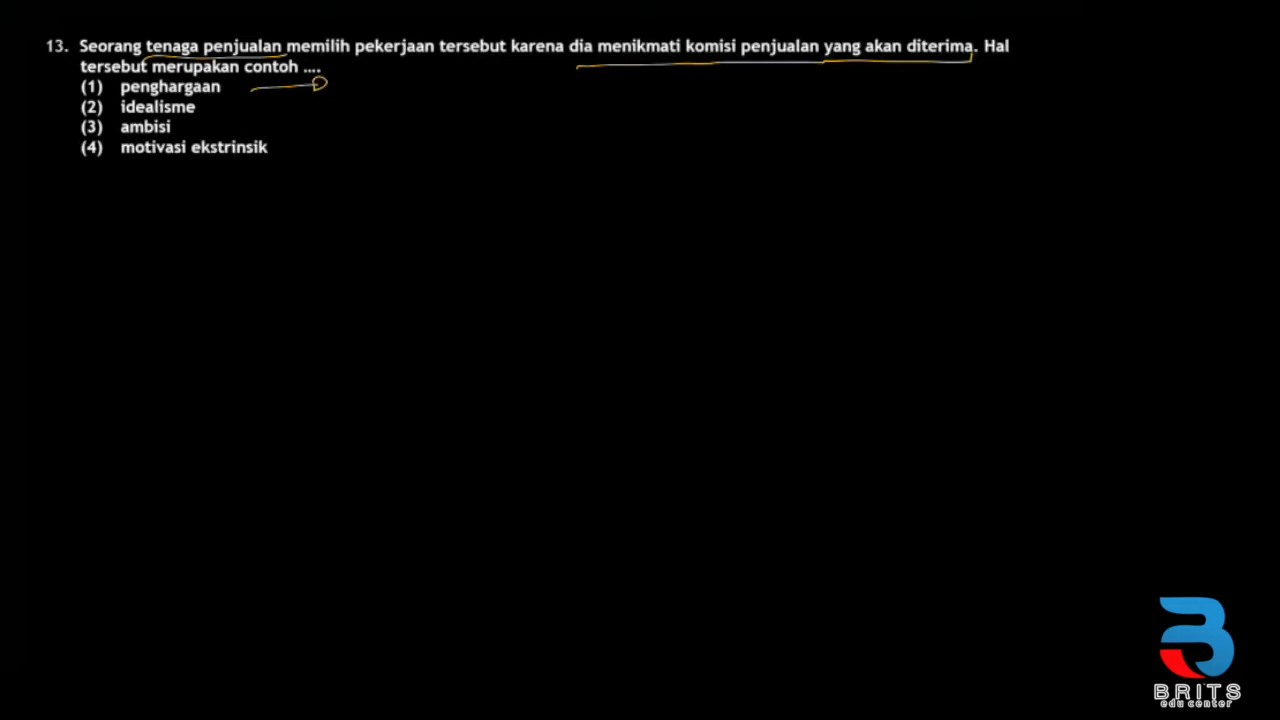 13. Seorang tenaga penjualan memilih pekerjaan tersebut karena dia menikmati komisi penjualan yang akan diterima. Hal
tersebut merupakan contoh ....
(1) penghargaan
(2) idealisme
(3) ambisi
(4) motivasi ekstrinsik
BRITS
edu center